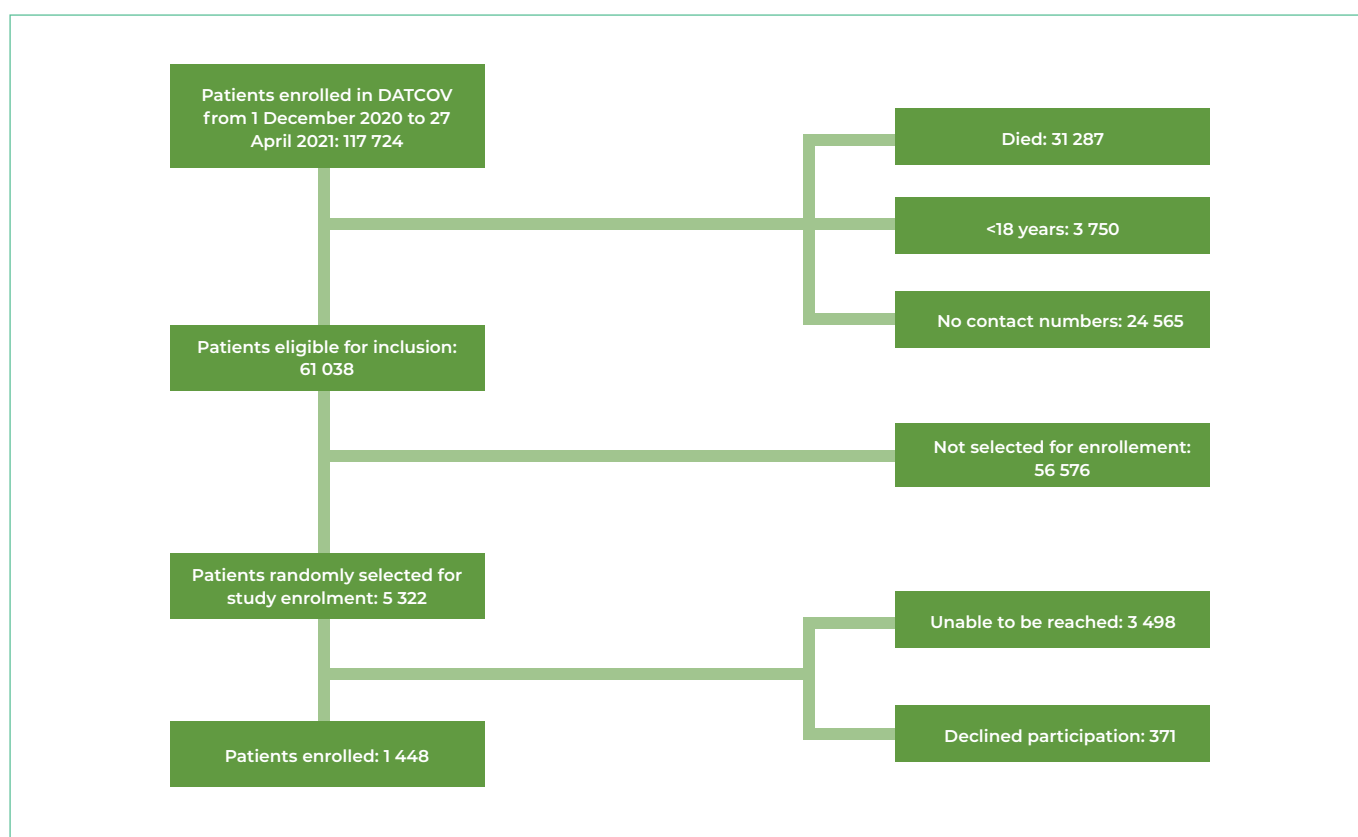 Patients enrolled in DATCOV
from 1 December 2020 to 27
April 2021: 117 724
Died: 31 287
<18 years: 3 750
No contact numbers: 24 565
Patients eligible for inclusion:
61 038
Not selected for enrollement:
56 576
Patients randomly selected for
study enrolment: 5 322
Unable to be reached: 3 498
Declined participation: 371
Patients enrolled: 1 448